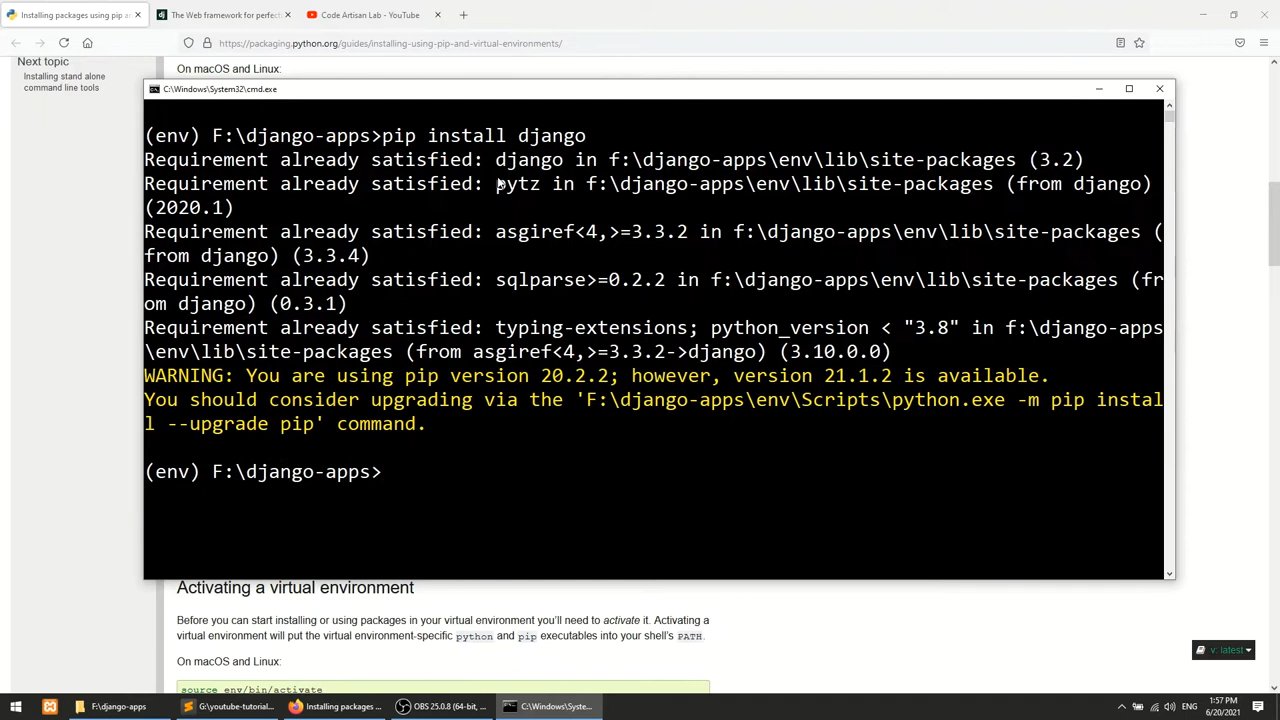 Installing packages using pip a
The Web framework for perfec
Code Artisan Lab - YouTube
https://packaging.python.org/guides/installing-using-pip-and-virtual-environments/
Next topic
Installing stand alone
command line tools
On macOS and Linux:
C:\Windows\System32\cmd.exe
(env) F:\django-apps>pip install django
Requirement already satisfied: django in f:\django-apps\env\lib\site-packages (3.2)
Requirement already satisfied: pytz in f:\django-apps\env\lib\site-packages (from django)
(2020.1)
Requirement already satisfied: asgiref<4,>=3.3.2 in f:\django-apps\env\lib\site-packages (
from django) (3.3.4)
Requirement already satisfied: sqlparse>=0.2.2 in f:\django-apps\env\lib\site-packages (fr
om django) (0.3.1)
Requirement already satisfied: typing-extensions; python_version < "3.8" in f:\django-apps
\env\lib\site-packages (from asgiref<4,>=3.3.2->django) (3.10.0.0)
WARNING: You are using pip version 20.2.2; however, version 21.1.2 is available.
You should consider upgrading via the 'F:\django-apps\env\Scripts\python.exe -m pip instal
l --upgrade pip' command.
(env) F:\django-apps>
Activating a virtual environment
Before you can start installing or using packages in your virtual environment you'll need to activate it. Activating a
virtual environment will put the virtual environment-specific python and pip executables into your shell's PATH.
On macOS and Linux:
source env/bin/activate
v: latest
F:\django-apps
G:\youtube-tutorial...
Installing packages ...
OBS 25.0.8 (64-bit, ...
C:\Windows\Syste...
ENG
1:57 PM
6/20/2021